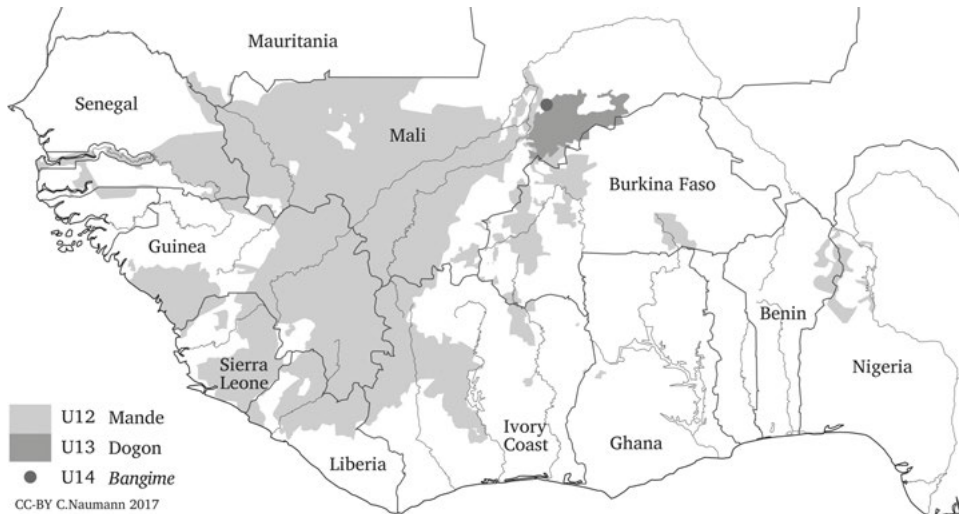 Mauritania
Senegal
Mali
Burkina Faso
Guinea
Benin
Sierra
Leone
Nigeria
Ivory
Coast
Ghana
Liberia
U12 Mande
U13 Dogon
U14 Bangime
CC-BY C.Naumann 2017